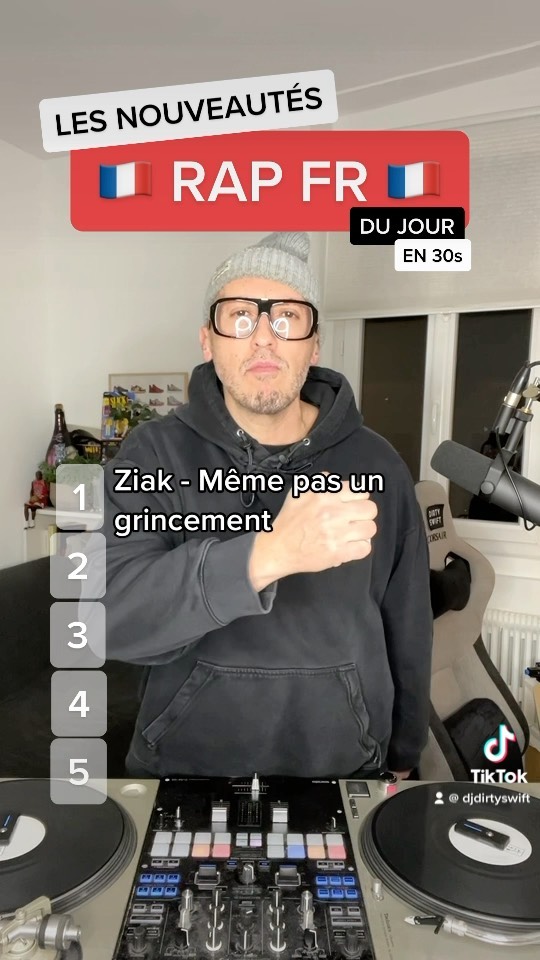 LES NOUVEAUTÉS
RAP FR
DU JOUR
EN 30s
1
Ziak - Même pas un
grincement
2
3
4
5
DIRTY
SWIFT
CORSAIR
TikTok
@ djdirtyswift